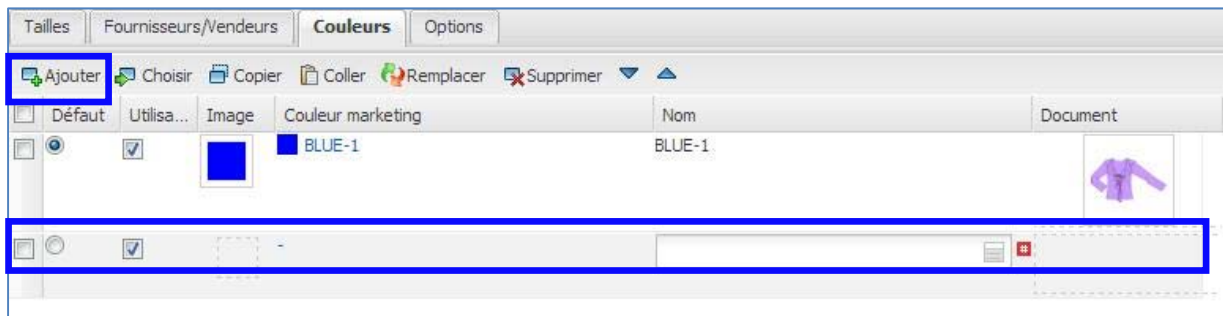 Tailles Fournisseurs/Vendeurs Couleurs Options
Ajouter Choisir Copier Coller Remplacer Supprimer
Défaut Utilisa... Image Couleur marketing Nom Document
BLUE-1 BLUE-1
-